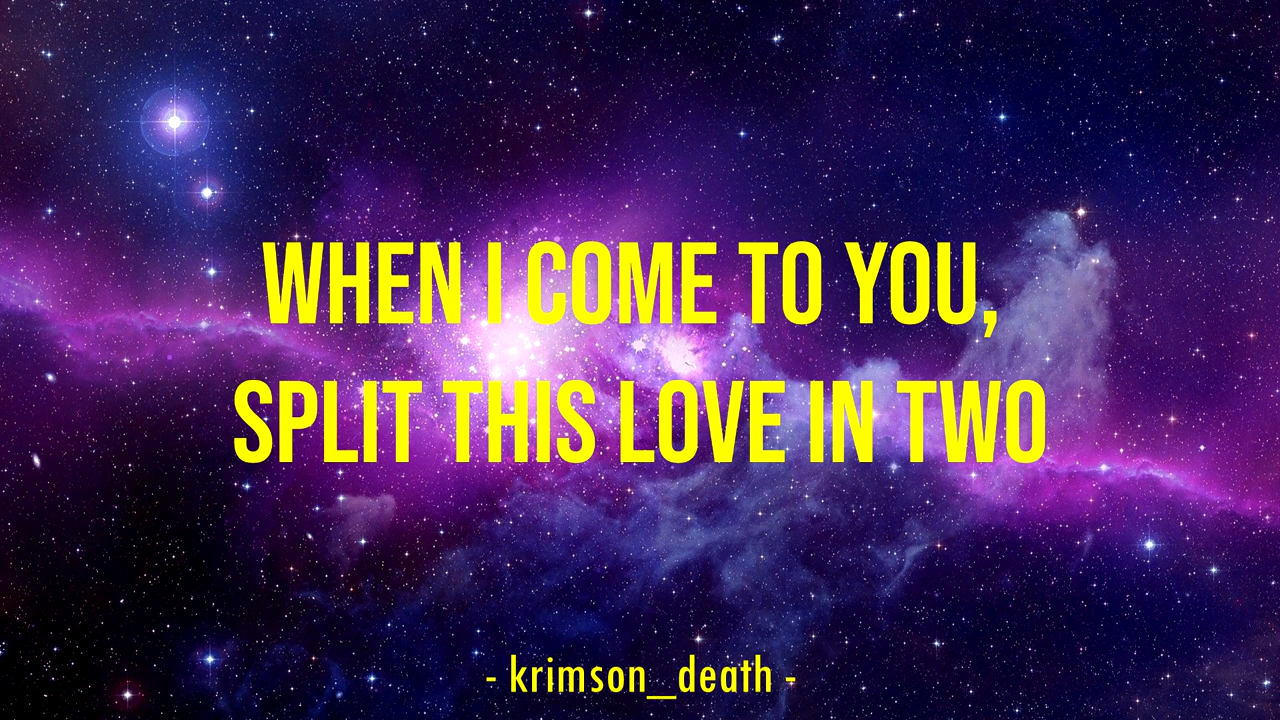 WHEN I COME TO YOU,
SPLIT THIS LOVE IN TWO
- krimson_death -